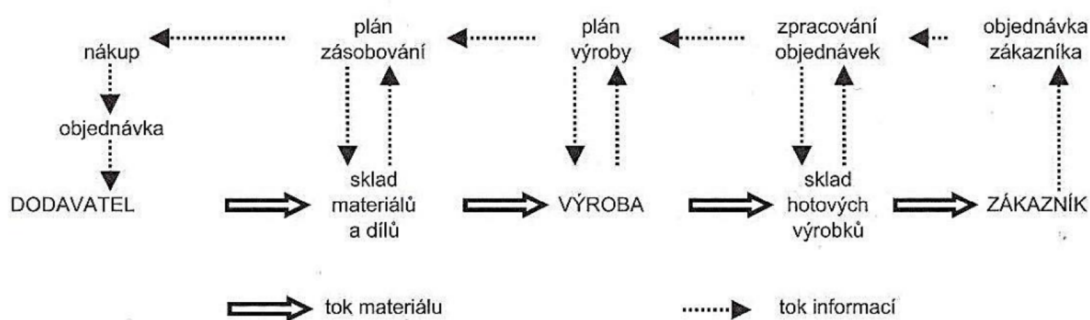 nákup
plán
zásobování
plán
výroby
zpracování
objednávek
objednávka
zákazníka
objednávka
DODAVATEL
sklad
materiálů
a dílů
VÝROBA
sklad
hotových
výrobků
ZÁKAZNÍK
tok materiálu
tok informací